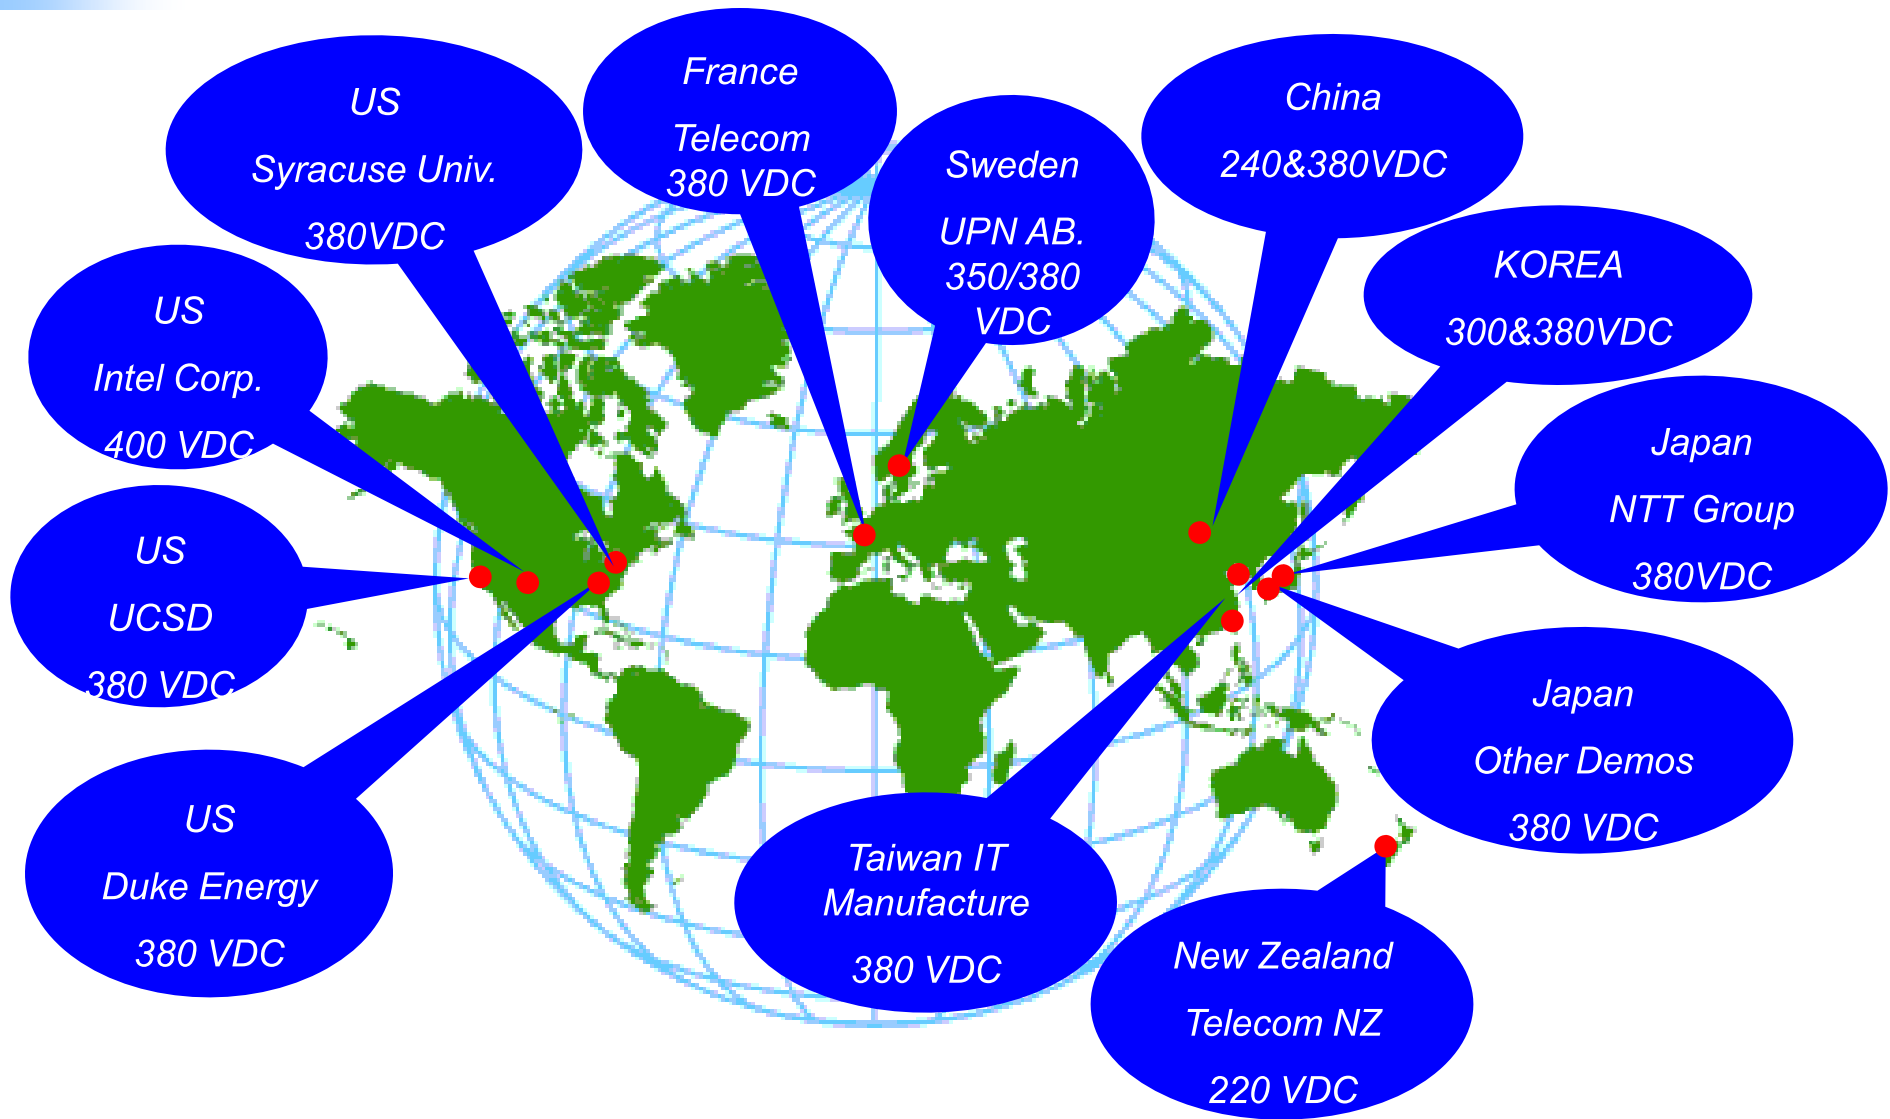 US
Syracuse Univ.
380VDC
France
Telecom
380 VDC
Sweden
UPN AB.
350/380
VDC
China
240&380VDC
KOREA
300&380VDC
US
Intel Corp.
400 VDC
Japan
NTT Group
380VDC
US
UCSD
380 VDC
Japan
Other Demos
380 VDC
US
Duke Energy
380 VDC
Taiwan IT
Manufacture
380 VDC
New Zealand
Telecom NZ
220 VDC